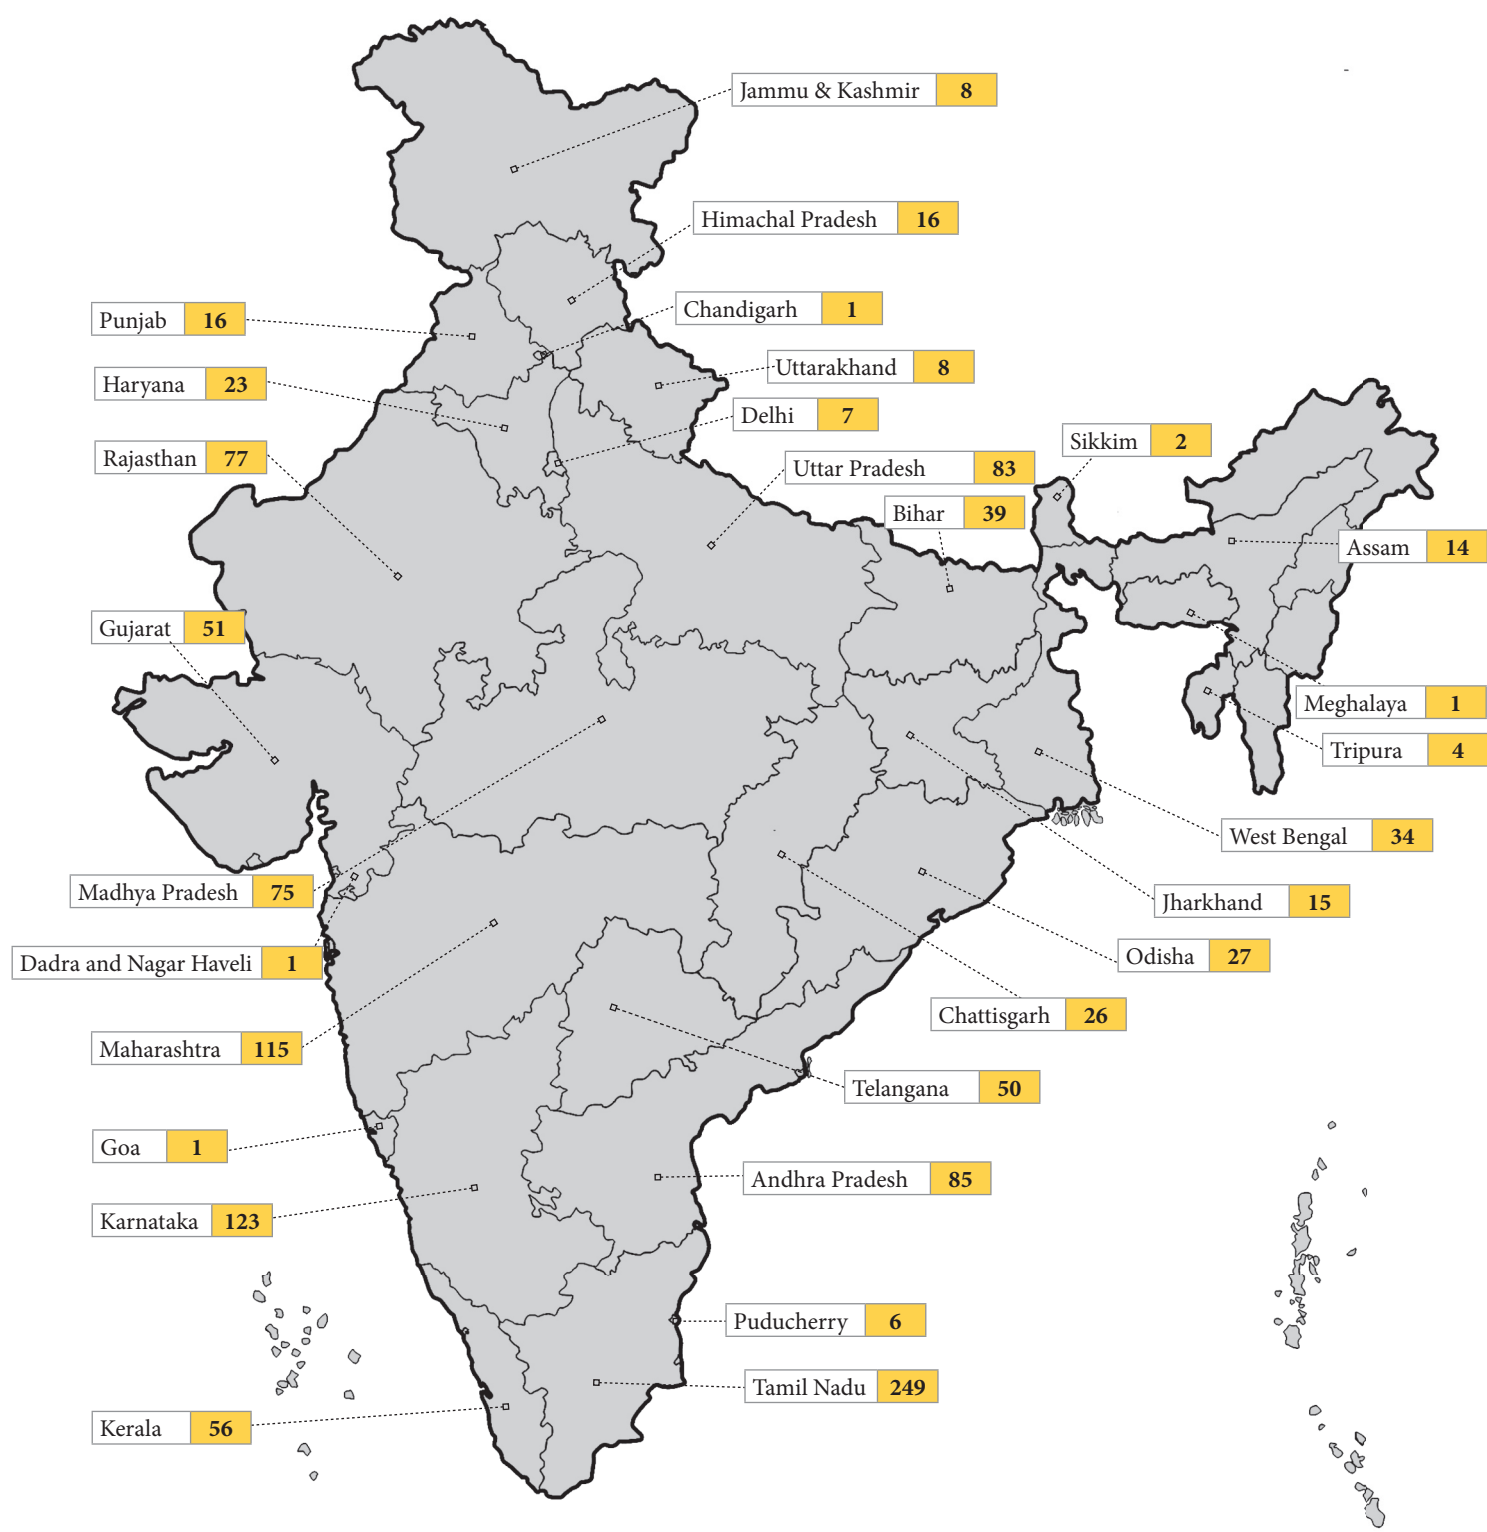 Jammu & Kashmir 8
Himachal Pradesh 16
Chandigarh 1
Punjab 16
Uttarakhand 8
Haryana 23
Delhi 7
Sikkim 2
Rajasthan 77
Uttar Pradesh 83
Bihar 39
Assam 14
Gujarat 51
Meghalaya 1
Tripura 4
West Bengal 34
Madhya Pradesh 75
Jharkhand 15
Dadra and Nagar Haveli 1
Odisha 27
Chattisgarh 26
Maharashtra 115
Telangana 50
Goa 1
Andhra Pradesh 85
Karnataka 123
Puducherry 6
Tamil Nadu 249
Kerala 56